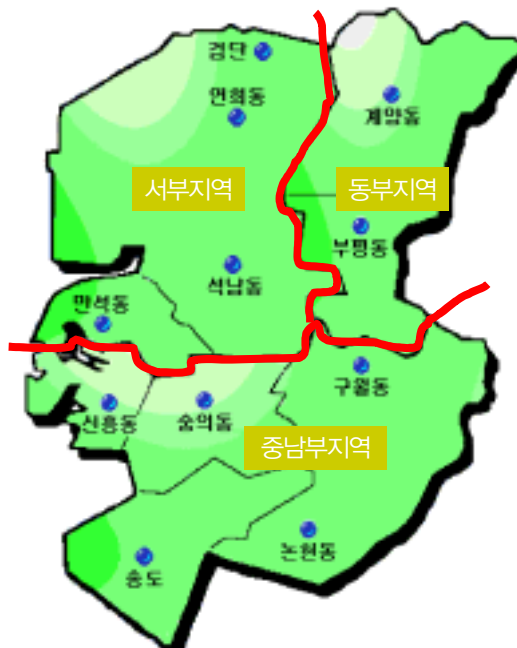 검단
연희동
계양동
서부지역
동부지역
부평동
석남동
만석동
구월동
신흥동
숭의동
중남부지역
논현동
송도